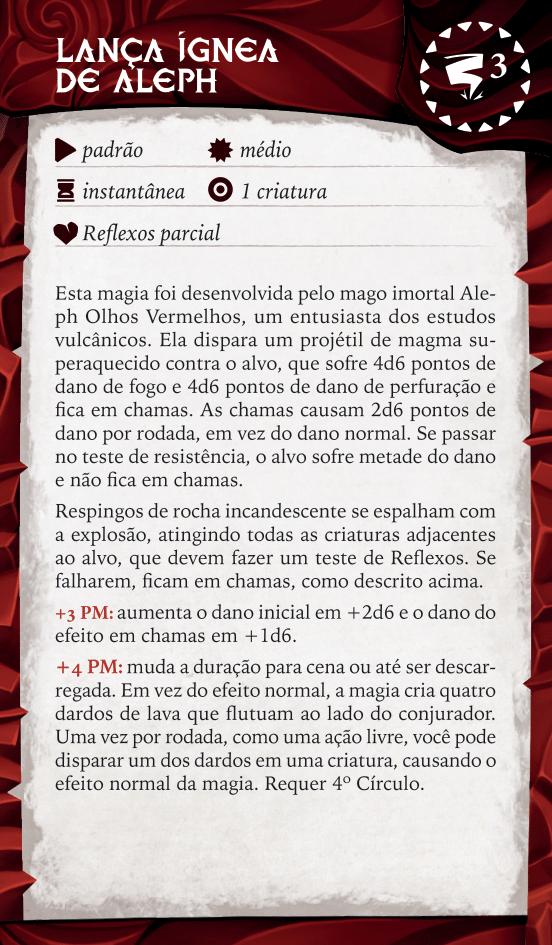 LANÇA ÍGNEA
DE ALEPH
3
padrão
médio
instantânea
1 criatura
Reflexos parcial
Esta magia foi desenvolvida pelo mago imortal Ale-
ph Olhos Vermelhos, um entusiasta dos estudos
vulcânicos. Ela dispara um projétil de magma su-
peraquecido contra o alvo, que sofre 4d6 pontos de
dano de fogo e 4d6 pontos de dano de perfuração e
fica em chamas. As chamas causam 2d6 pontos de
dano por rodada, em vez do dano normal. Se passar
no teste de resistência, o alvo sofre metade do dano
e não fica em chamas.
Respingos de rocha incandescente se espalham com
a explosão, atingindo todas as criaturas adjacentes
ao alvo, que devem fazer um teste de Reflexos. Se
falharem, ficam em chamas, como descrito acima.
+3 PM: aumenta o dano inicial em +2d6 e o dano do
efeito em chamas em +1d6.
+4 PM: muda a duração para cena ou até ser descar-
regada. Em vez do efeito normal, a magia cria quatro
dardos de lava que flutuam ao lado do conjurador.
Uma vez por rodada, como uma ação livre, você pode
disparar um dos dardos em uma criatura, causando o
efeito normal da magia. Requer 4º Círculo.